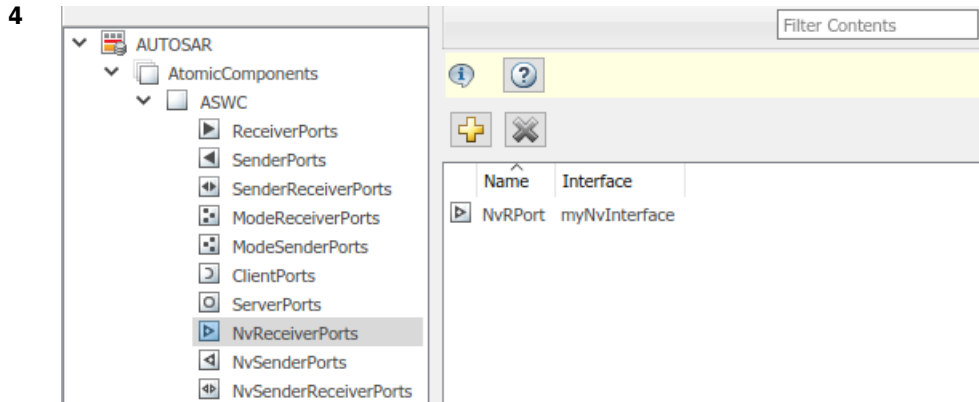 4
Filter Contents
AUTOSAR
AtomicComponents
ASWC
ReceiverPorts
SenderPorts
SenderReceiverPorts
ModeReceiverPorts
ModeSenderPorts
ClientPorts
ServerPorts
NvReceiverPorts
NvSenderPorts
NvSenderReceiverPorts
Name Interface
NvRPort myNvInterface